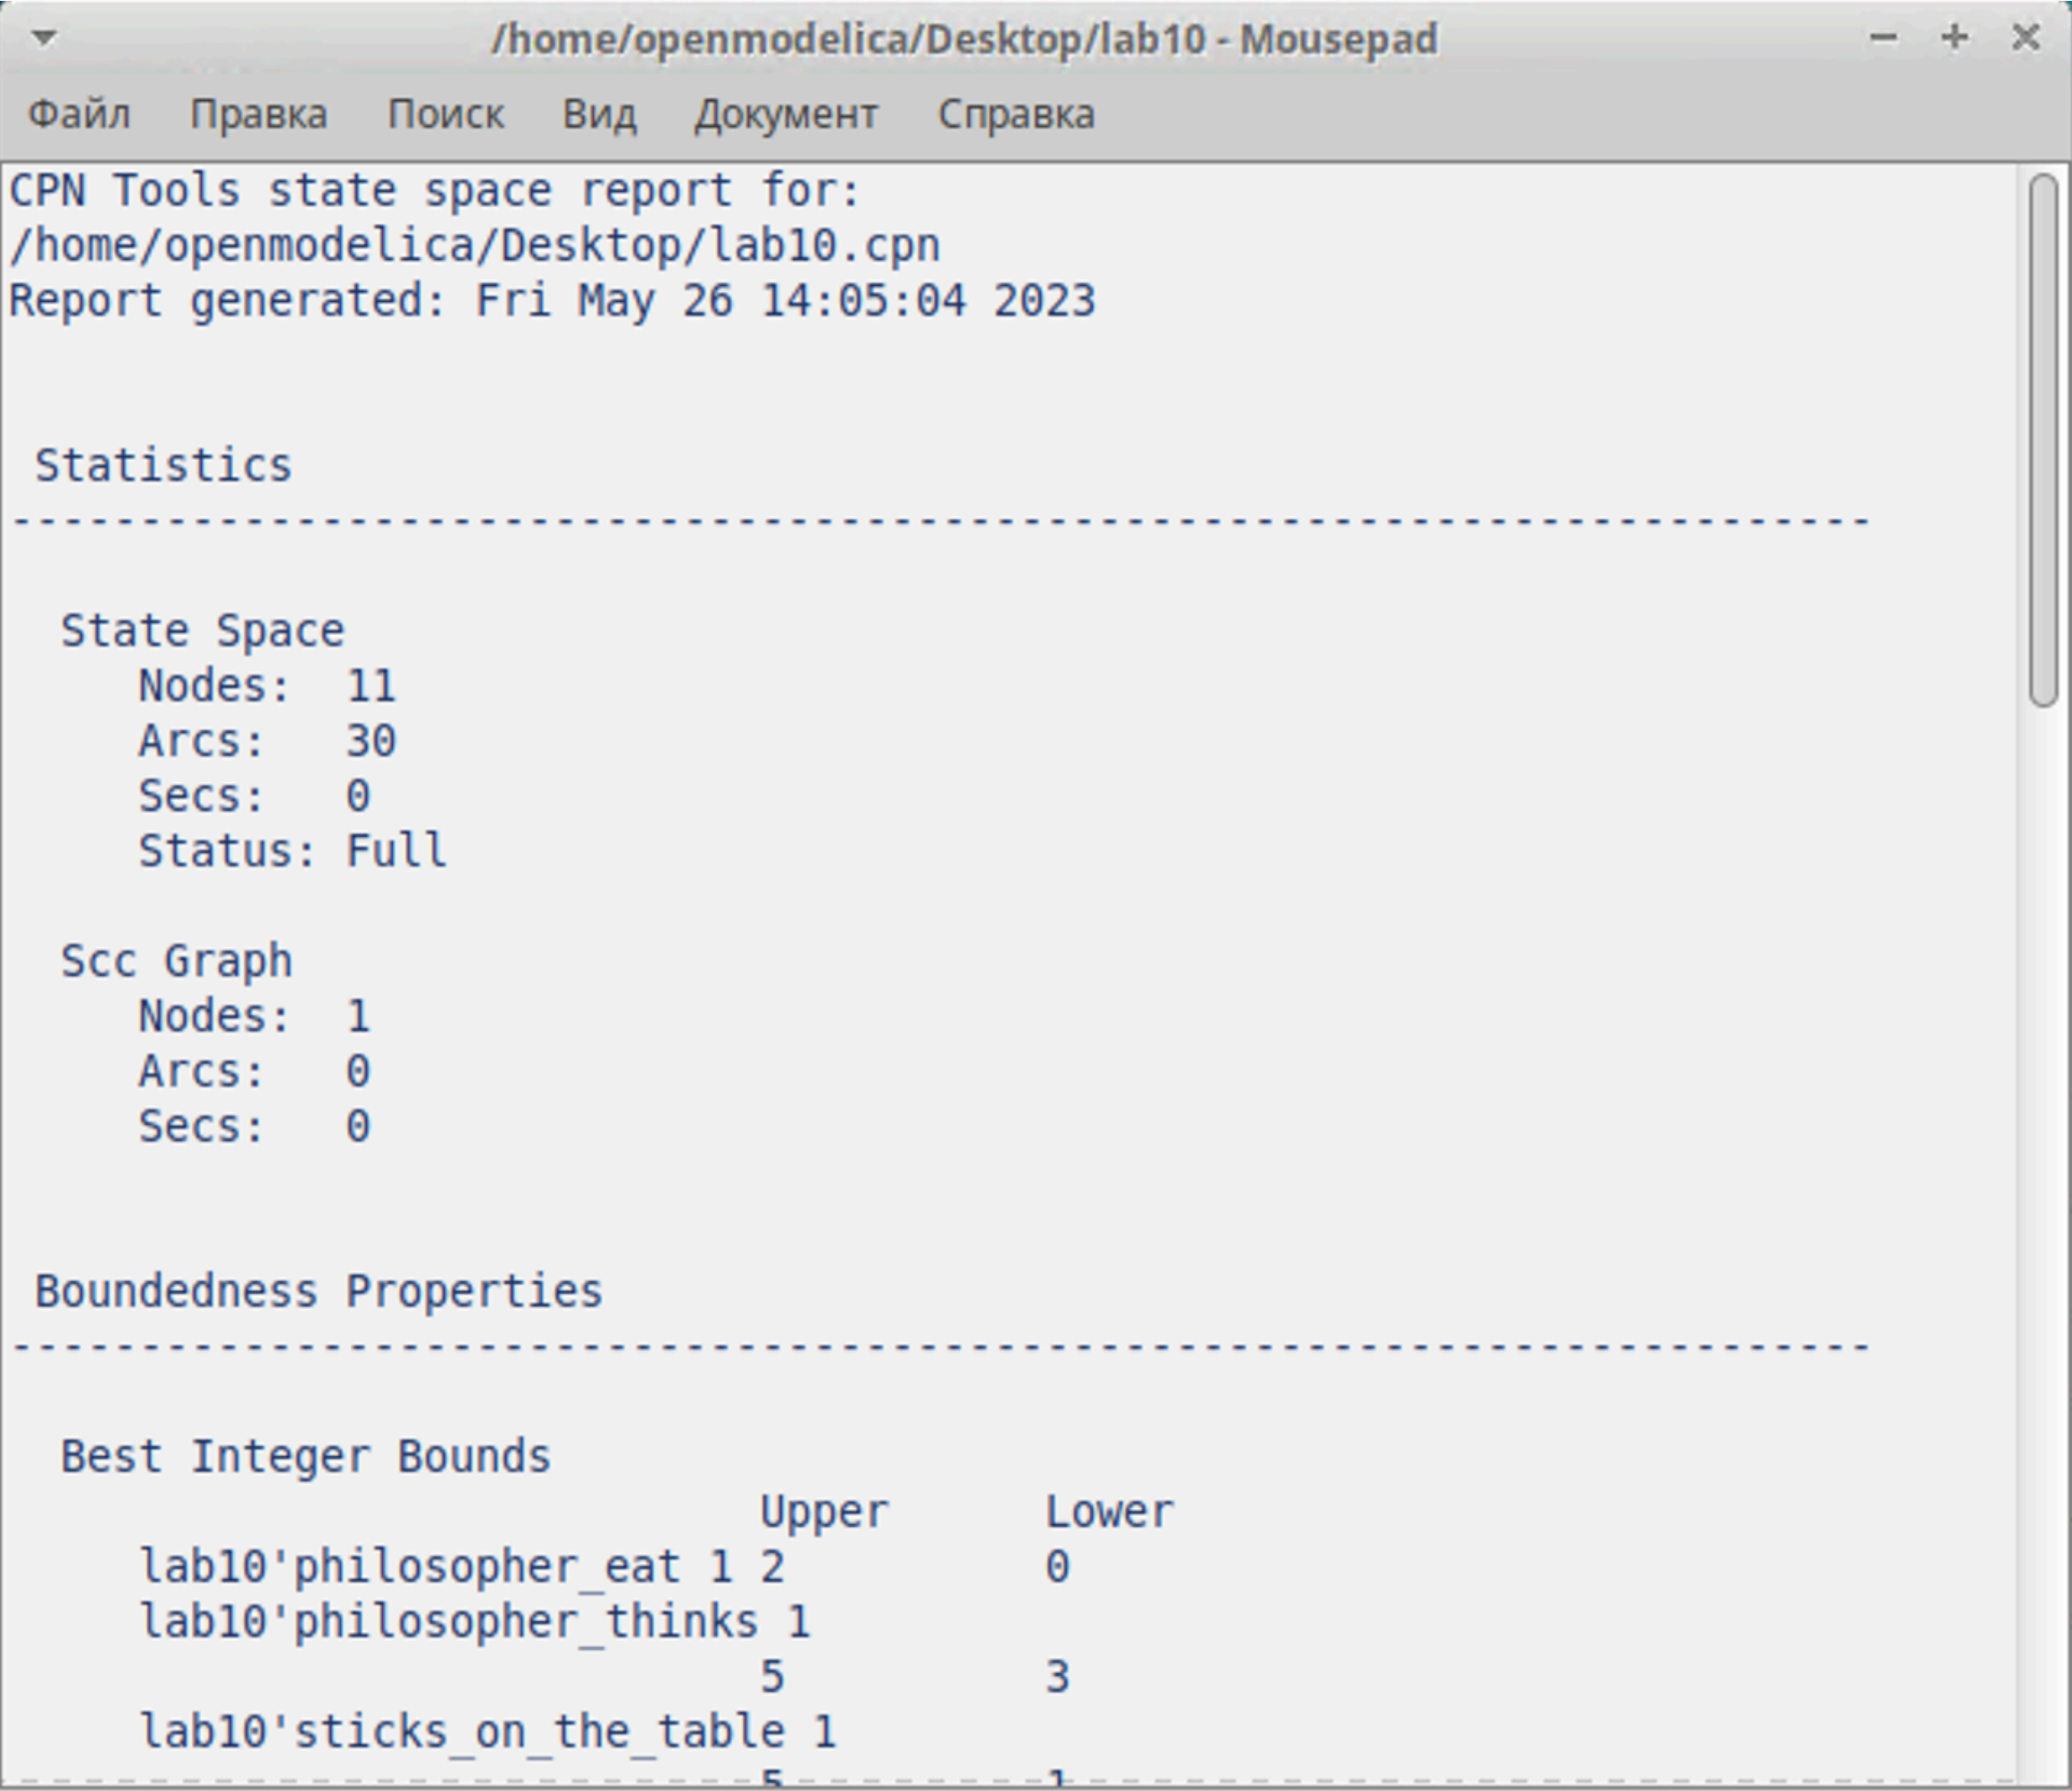 /home/openmodelica/Desktop/lab10 - Mousepad
Файл Правка Поиск Вид Документ Справка
CPN Tools state space report for:
/home/openmodelica/Desktop/lab10.cpn
Report generated: Fri May 26 14:05:04 2023
Statistics
------------------------------------------------------------------------
State Space
Nodes: 11
Arcs: 30
Secs: 0
Status: Full
Scc Graph
Nodes: 1
Arcs: 0
Secs: 0
Boundedness Properties
------------------------------------------------------------------------
Best Integer Bounds
Upper Lower
lab10'philosopher_eat 1 2 0
lab10'philosopher_thinks 1
5 3
lab10'sticks_on_the_table 1
5 1